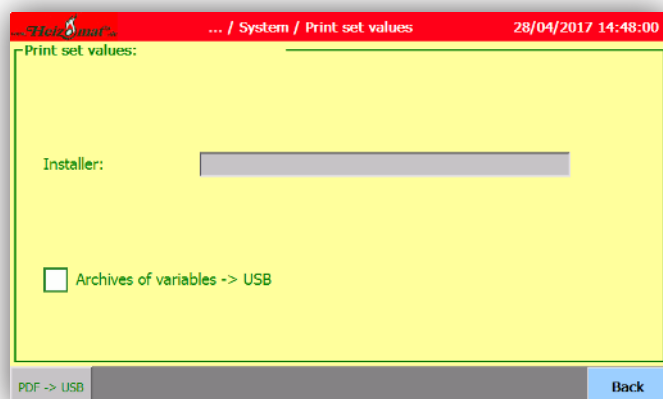 Heizomat
... / System / Print set values
28/04/2017 14:48:00
Print set values:
Installer:
Archives of variables -> USB
PDF -> USB
Back